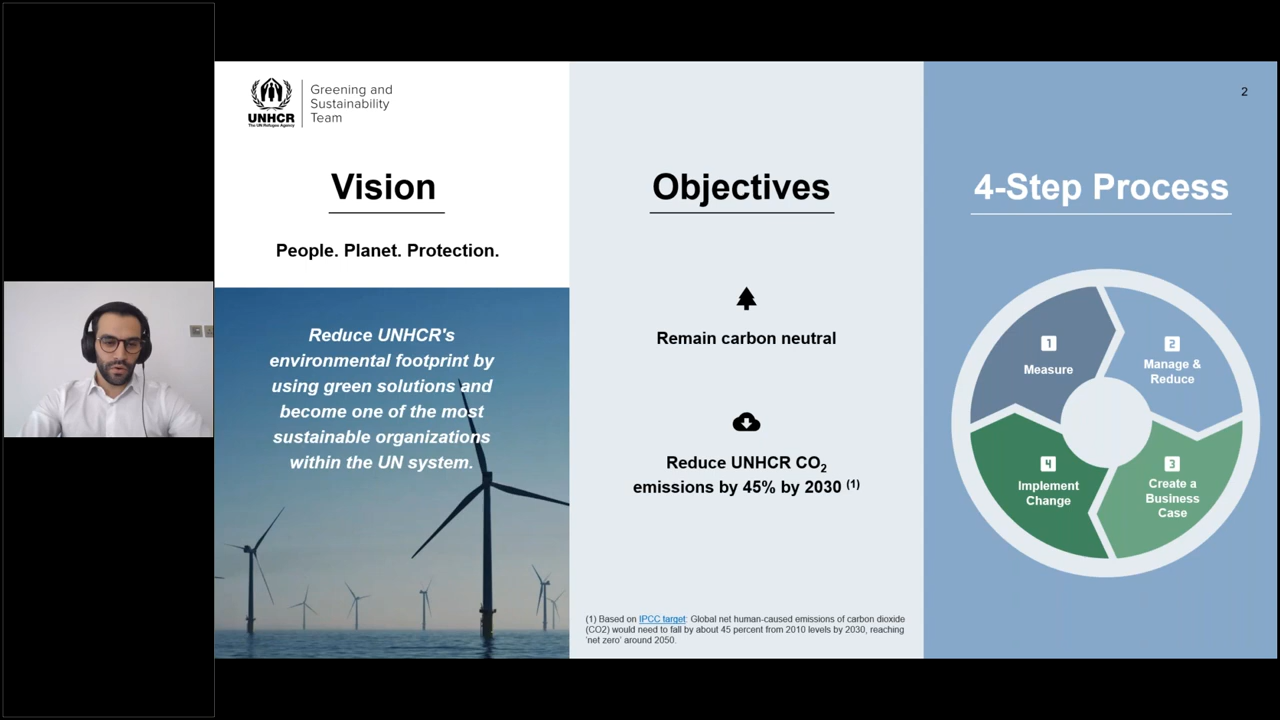 UNHCR
The UN Refugee Agency
Greening and
Sustainability
Team
2
Vision
People. Planet. Protection.
Reduce UNHCR's
environmental footprint by
using green solutions and
become one of the most
sustainable organizations
within the UN system.
Objectives
Remain carbon neutral
Reduce UNHCR CO₂
emissions by 45% by 2030 ⁽¹⁾
(1) Based on IPCC target: Global net human-caused emissions of carbon dioxide
(CO2) would need to fall by about 45 percent from 2010 levels by 2030, reaching
'net zero' around 2050.
4-Step Process
1
Measure
2
Manage &
Reduce
3
Create a
Business
Case
4
Implement
Change